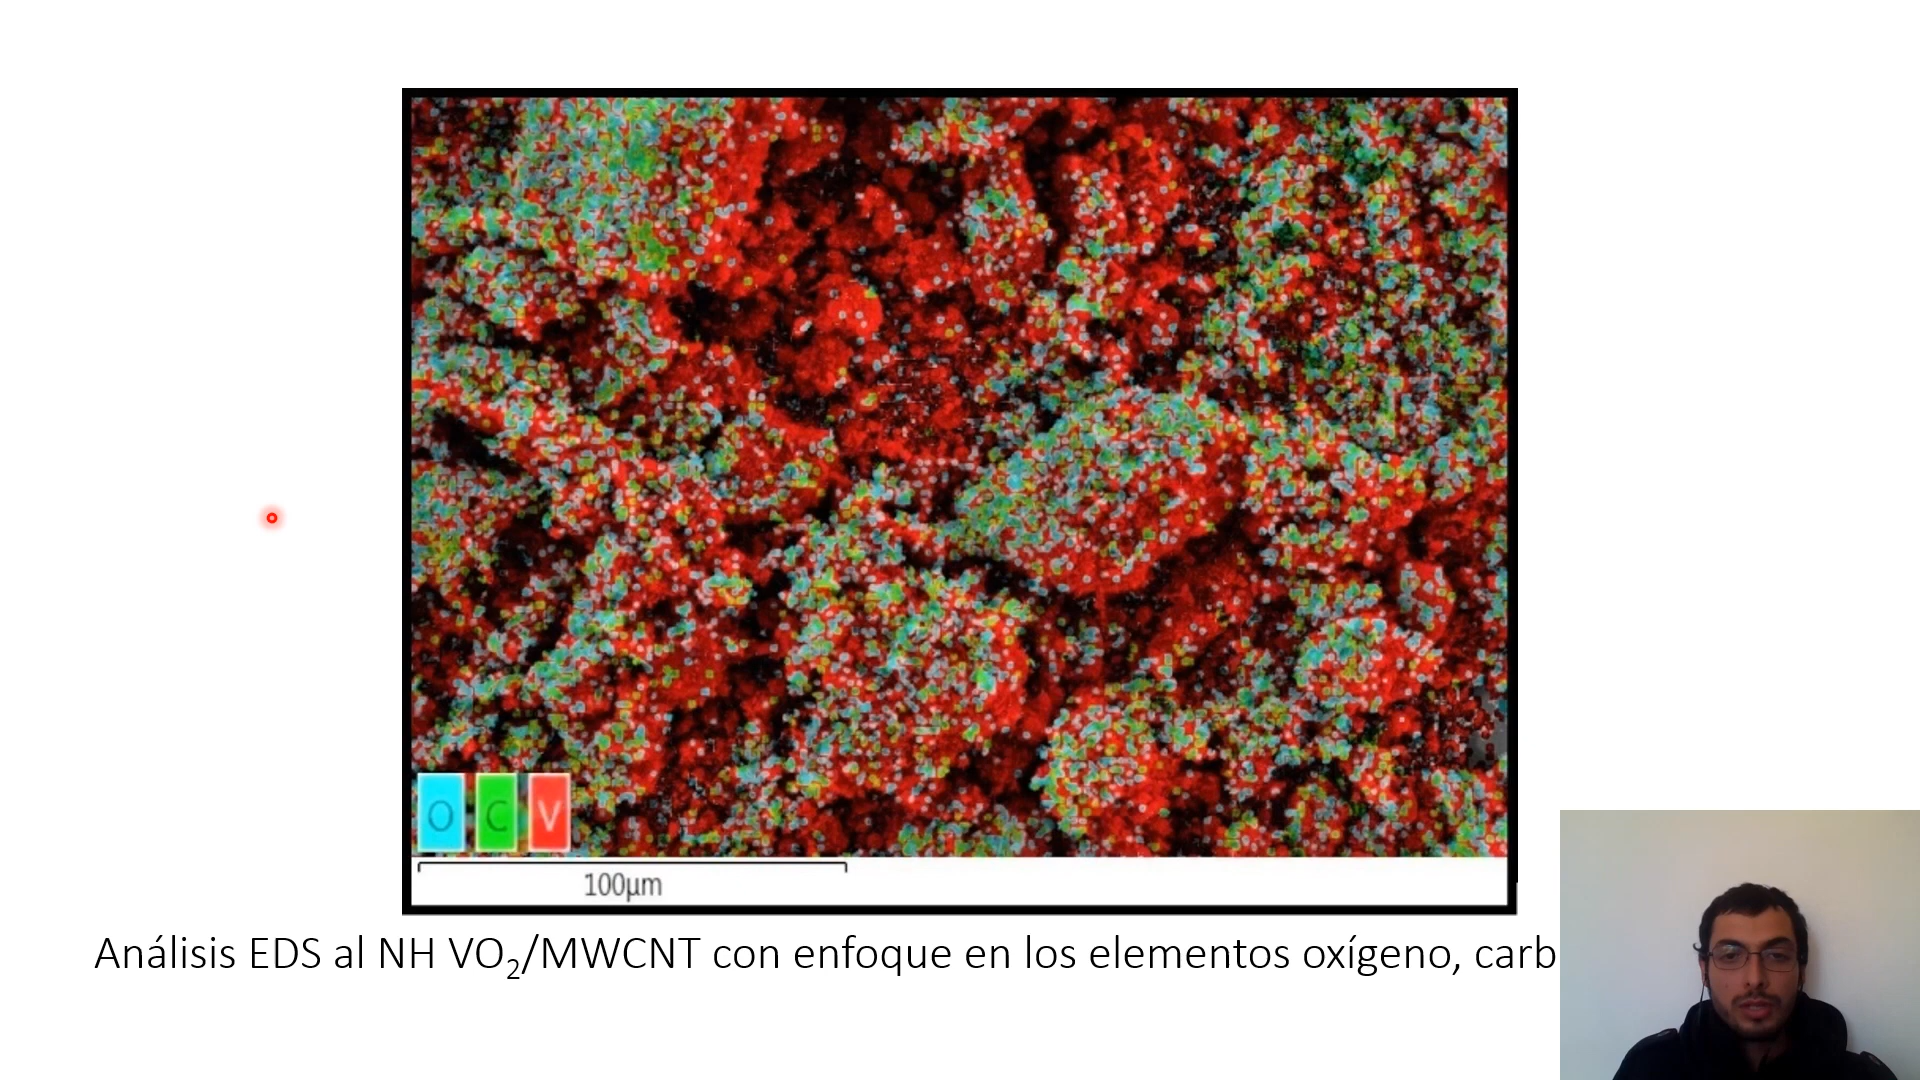 O C V
100µm
Análisis EDS al NH VO₂/MWCNT con enfoque en los elementos oxígeno, carb